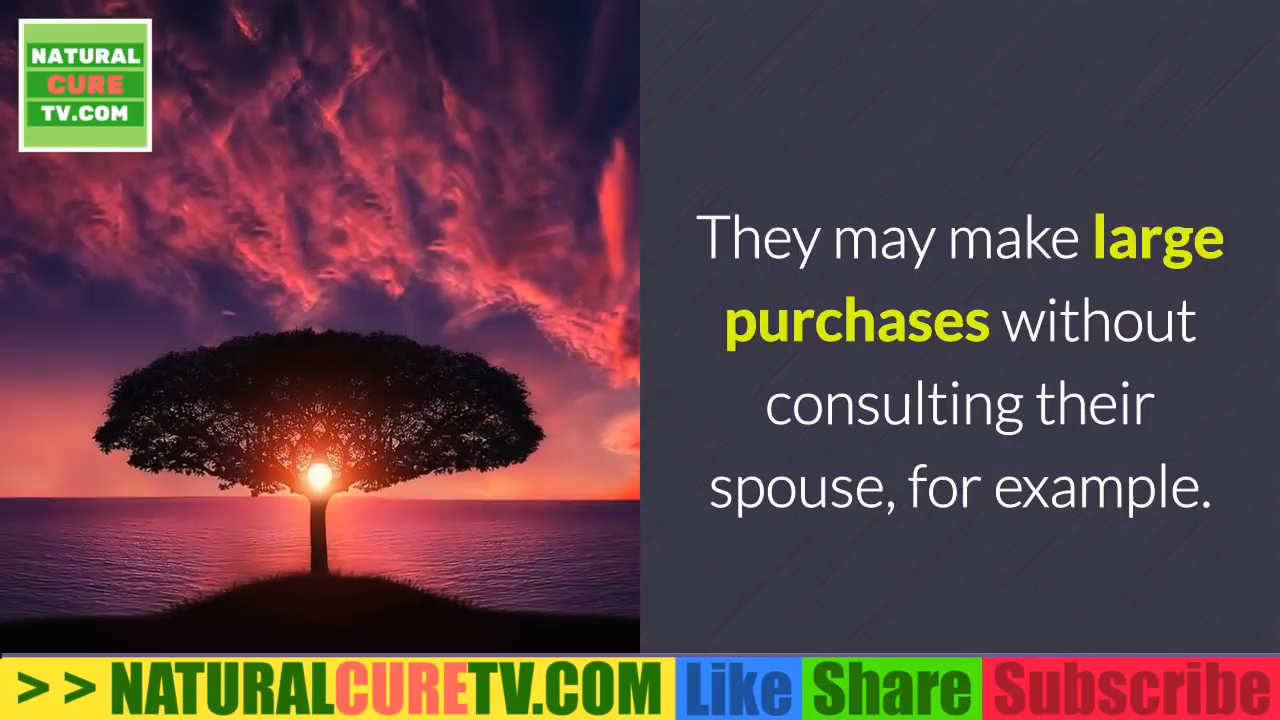 NATURAL
CURE
TV.COM
They may make large
purchases without
consulting their
spouse, for example.
> > NATURALCURETV.COM Like Share Subscribe